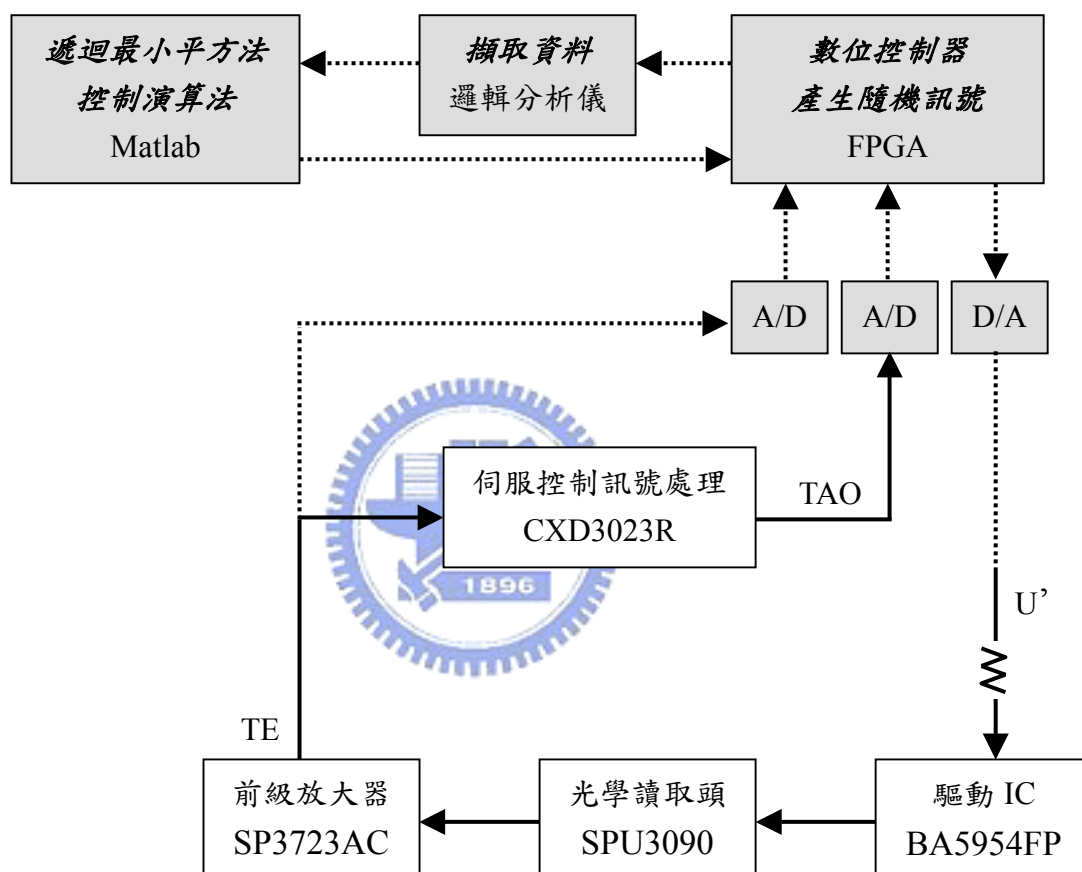 遞迴最小平方法
控制演算法
Matlab
擷取資料
邏輯分析儀
數位控制器
產生隨機訊號
FPGA
A/D
A/D
D/A
伺服控制訊號處理
CXD3023R
TAO
1896
U’
TE
前級放大器
SP3723AC
光學讀取頭
SPU3090
驅動 IC
BA5954FP